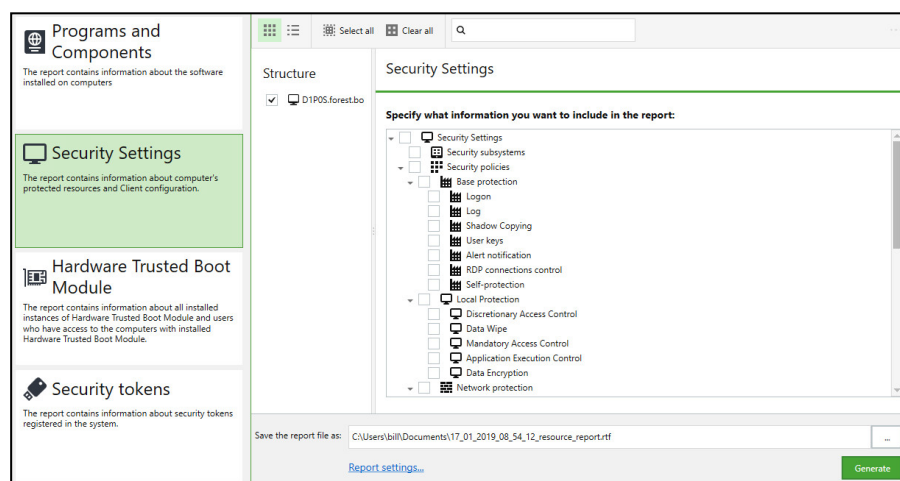 Programs and
Components
The report contains information about the software
installed on computers
Security Settings
The report contains information about computer's
protected resources and Client configuration.
Hardware Trusted Boot
Module
The report contains information about all installed
instances of Hardware Trusted Boot Module and users
who have access to the computers with installed
Hardware Trusted Boot Module.
Security tokens
The report contains information about security tokens
registered in the system.
Select all
Clear all
Structure
D1P0S.forest.bo
Security Settings
Specify what information you want to include in the report:
Security Settings
Security subsystems
Security policies
Base protection
Logon
Log
Shadow Copying
User keys
Alert notification
RDP connections control
Self-protection
Local Protection
Discretionary Access Control
Data Wipe
Mandatory Access Control
Application Execution Control
Data Encryption
Network protection
Save the report file as: C:\Users\bill\Documents\17_01_2019_08_54_12_resource_report.rtf
...
Report settings...
Generate